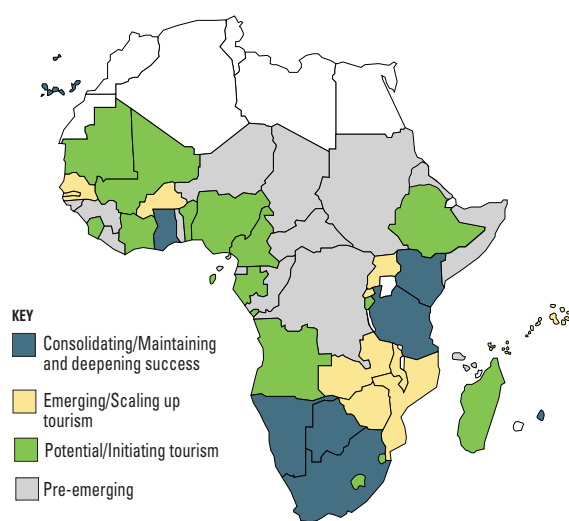 KEY
Consolidating/Maintaining
and deepening success
Emerging/Scaling up
tourism
Potential/Initiating tourism
Pre-emerging